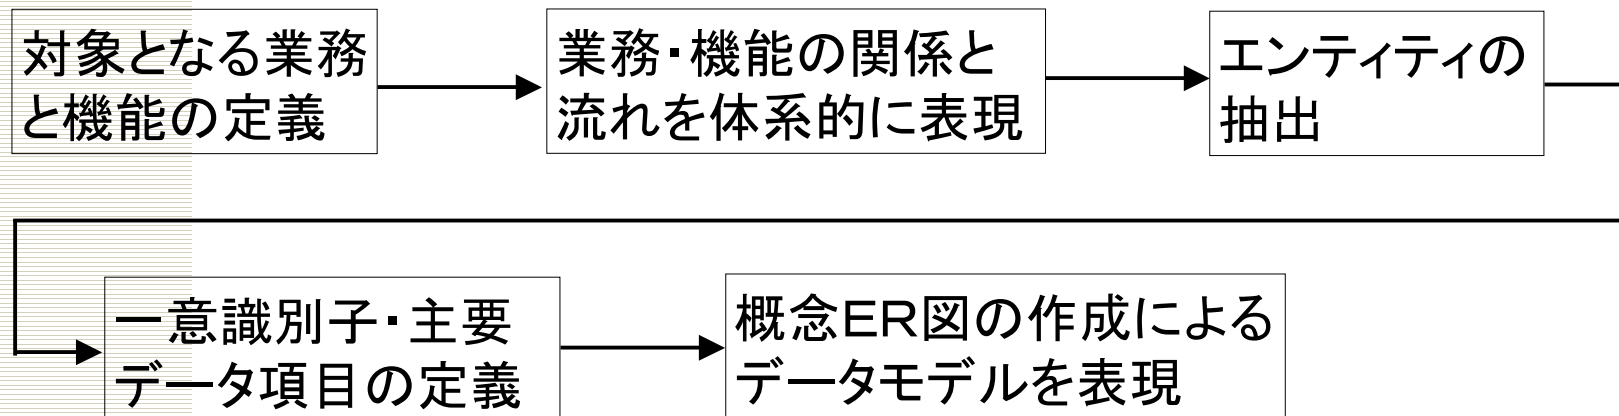 対象となる業務
と機能の定義
業務・機能の関係と
流れを体系的に表現
エンティティの
抽出
一意識別子・主要
データ項目の定義
概念ER図の作成による
データモデルを表現